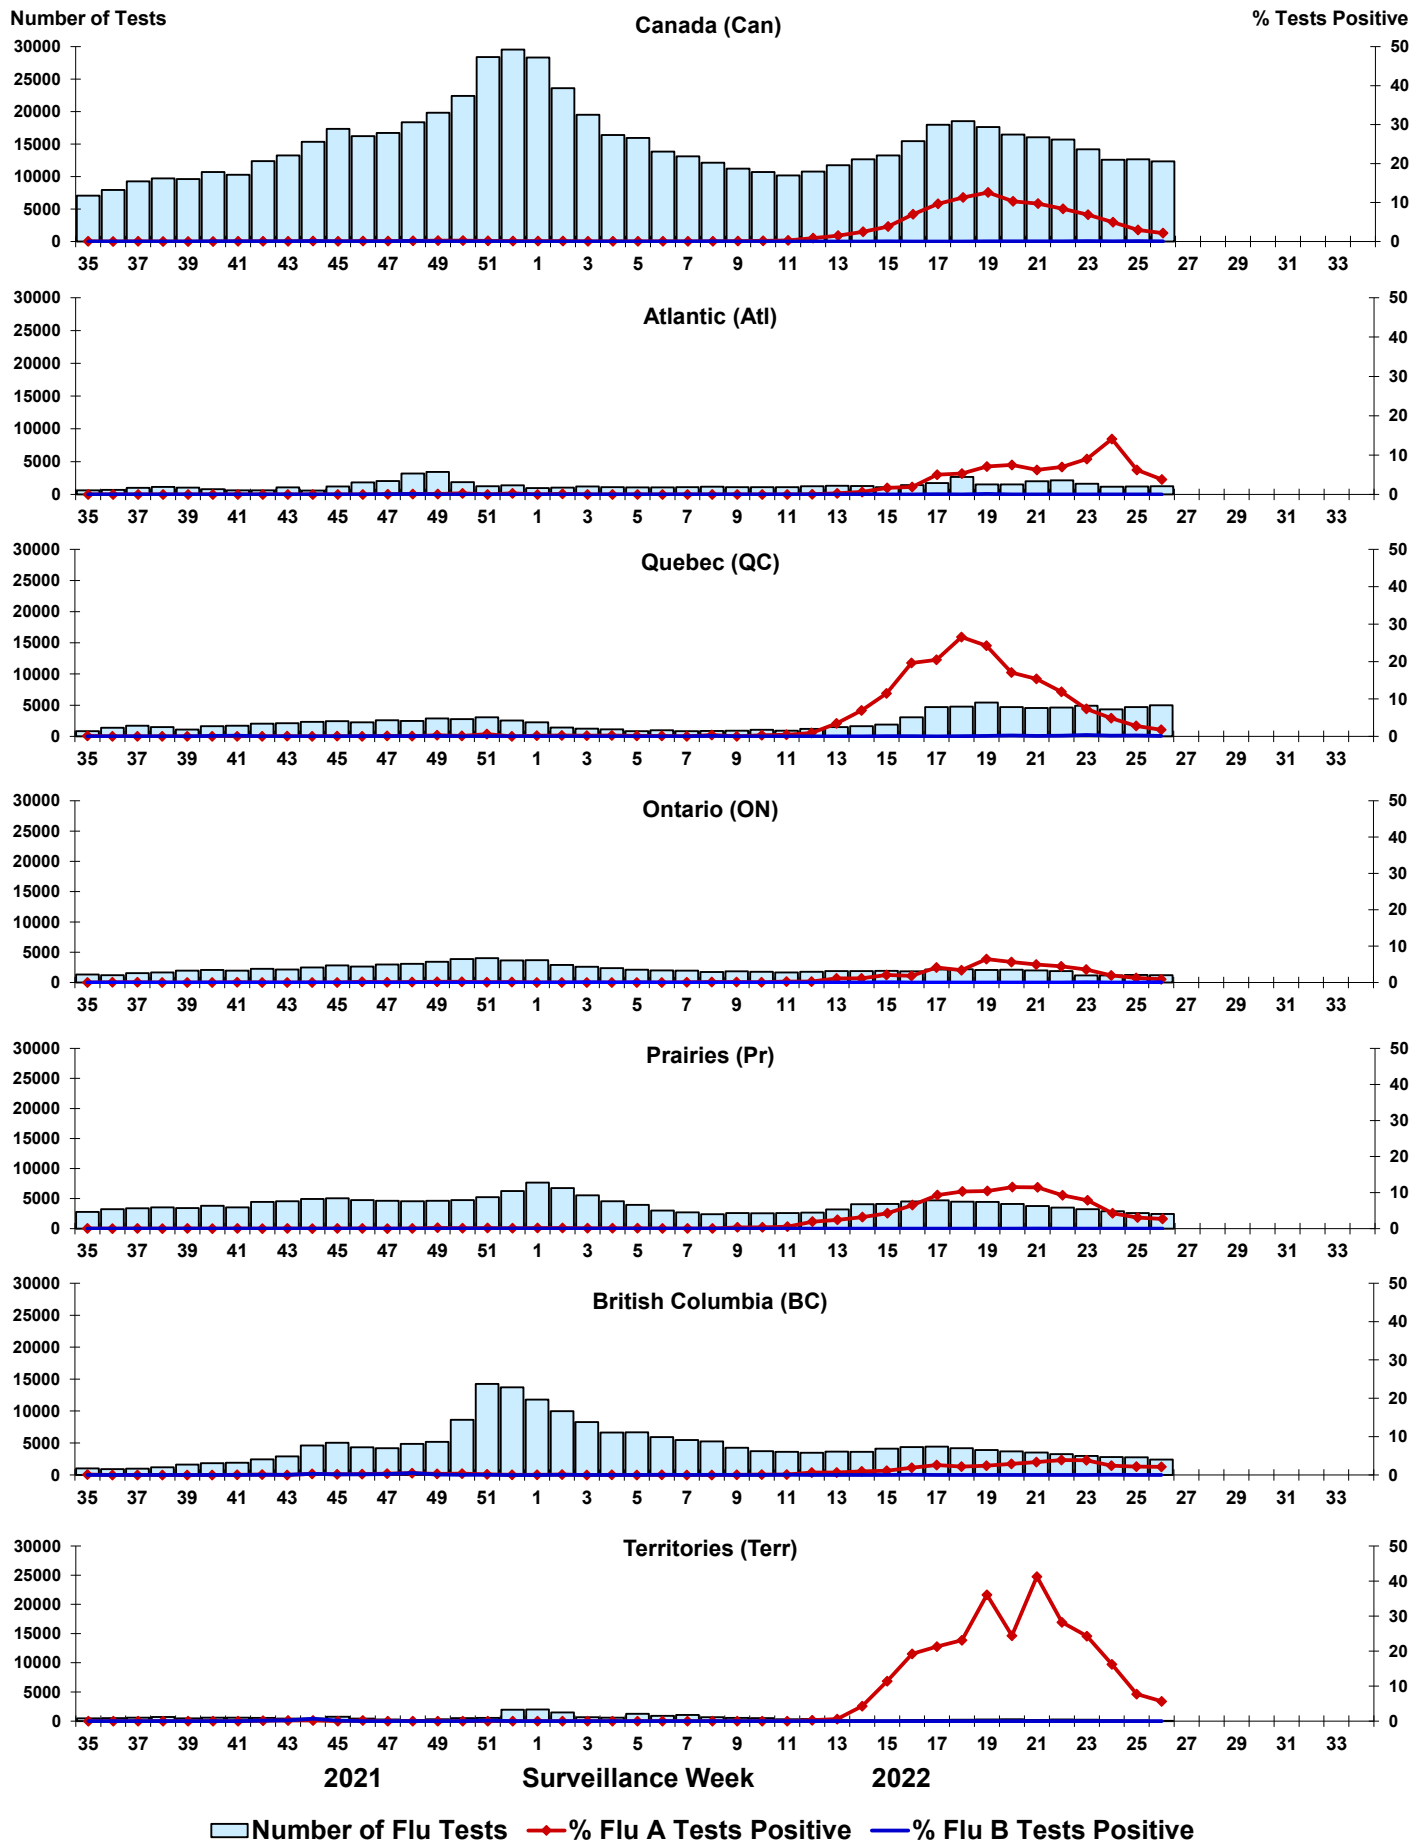 Number of Tests
Canada (Can)
% Tests Positive
30000 50
25000 40
20000 30
15000 20
10000 10
5000
0 0
35 37 39 41 43 45 47 49 51 1 3 5 7 9 11 13 15 17 19 21 23 25 27 29 31 33
Atlantic (Atl)
30000 50
25000 40
20000 30
15000 20
10000 10
5000
0 0
35 37 39 41 43 45 47 49 51 1 3 5 7 9 11 13 15 17 19 21 23 25 27 29 31 33
Quebec (QC)
30000 50
25000 40
20000 30
15000 20
10000 10
5000
0 0
35 37 39 41 43 45 47 49 51 1 3 5 7 9 11 13 15 17 19 21 23 25 27 29 31 33
Ontario (ON)
30000 50
25000 40
20000 30
15000 20
10000 10
5000
0 0
35 37 39 41 43 45 47 49 51 1 3 5 7 9 11 13 15 17 19 21 23 25 27 29 31 33
Prairies (Pr)
30000 50
25000 40
20000 30
15000 20
10000 10
5000
0 0
35 37 39 41 43 45 47 49 51 1 3 5 7 9 11 13 15 17 19 21 23 25 27 29 31 33
British Columbia (BC)
30000 50
25000 40
20000 30
15000 20
10000 10
5000
0 0
35 37 39 41 43 45 47 49 51 1 3 5 7 9 11 13 15 17 19 21 23 25 27 29 31 33
Territories (Terr)
30000 50
25000 40
20000 30
15000 20
10000 10
5000
0 0
35 37 39 41 43 45 47 49 51 1 3 5 7 9 11 13 15 17 19 21 23 25 27 29 31 33
2021 Surveillance Week 2022
Number of Flu Tests % Flu A Tests Positive % Flu B Tests Positive